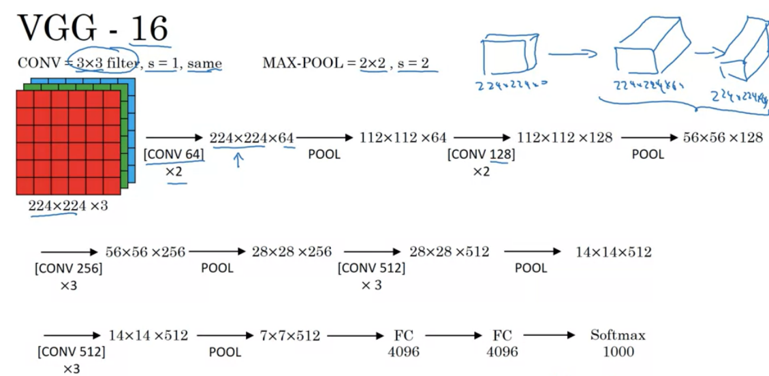 VGG - 16
CONV = 3×3 filter, s = 1, same
MAX-POOL = 2×2 , s = 2
224×224×3
224×224×64
224×224 ×3
[CONV 64]
×2
224×224×64
POOL
112×112 ×64
[CONV 128]
×2
112×112 ×128
POOL
56×56 ×128
[CONV 256]
×3
56×56 ×256
POOL
28×28 ×256
[CONV 512]
× 3
28×28 ×512
POOL
14×14×512
[CONV 512]
×3
14×14 ×512
POOL
7×7×512
FC
4096
FC
4096
Softmax
1000